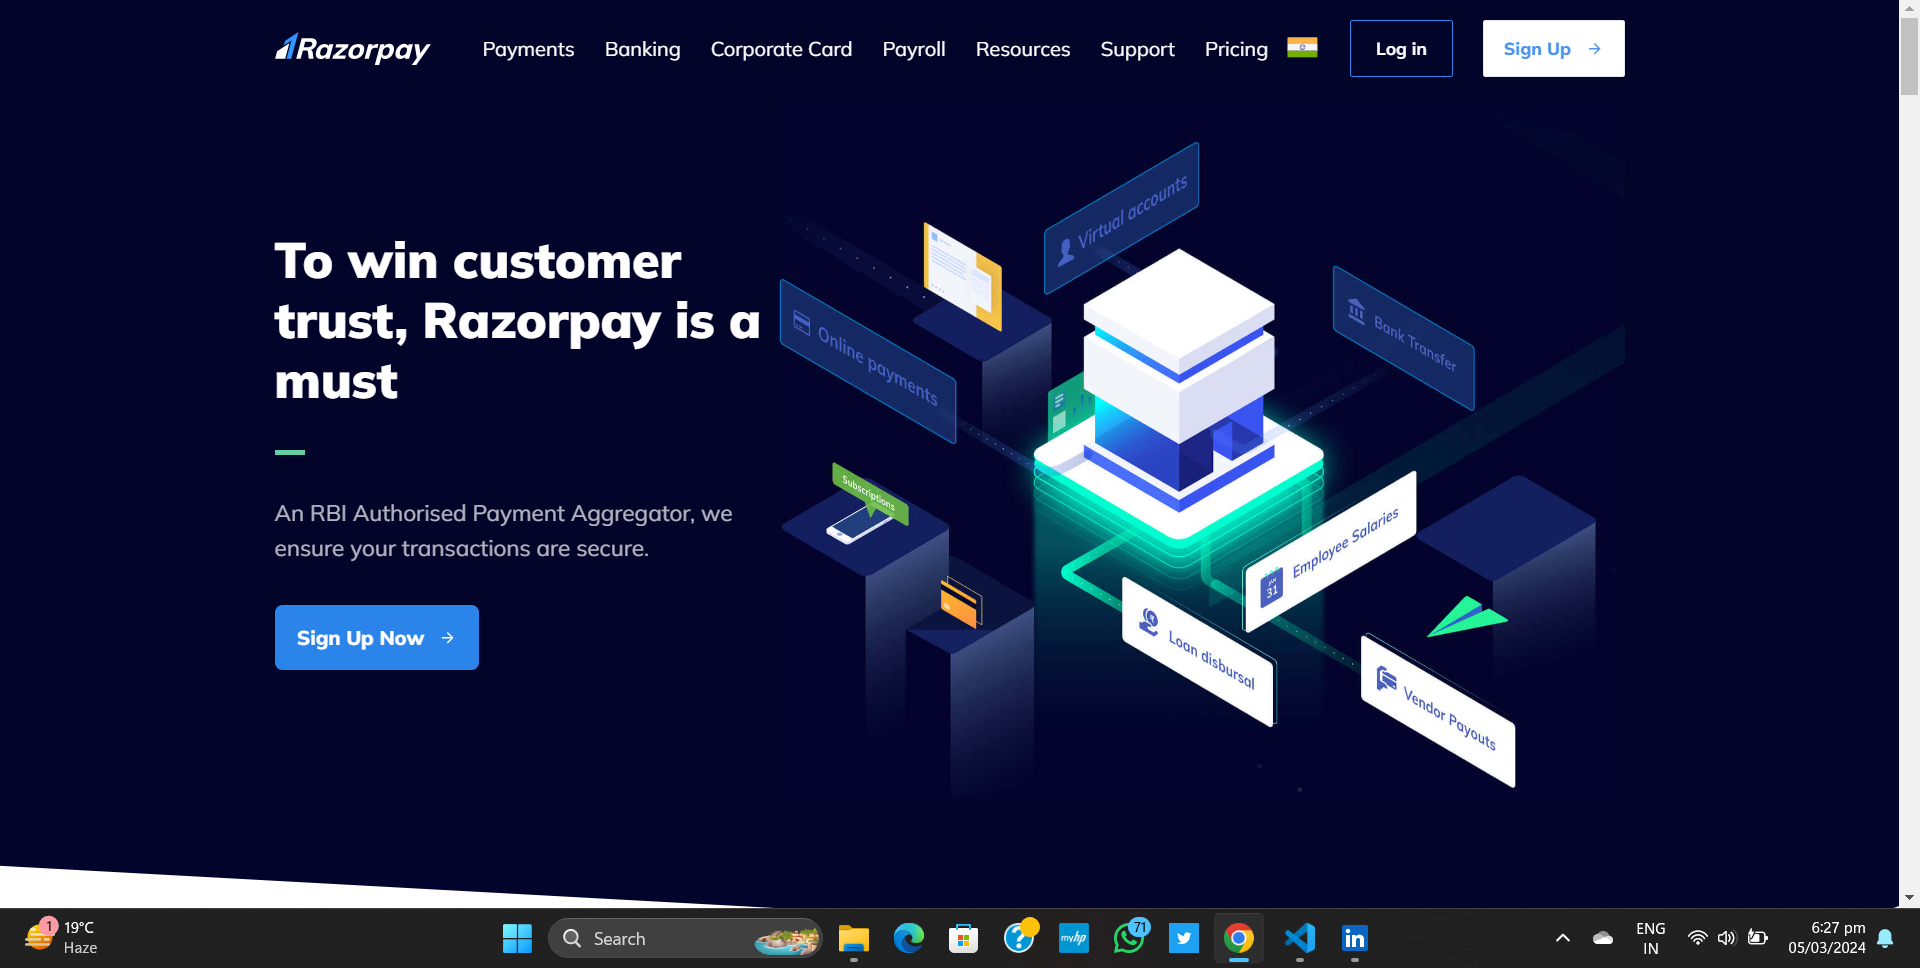 Razorpay
Payments
Banking
Corporate Card
Payroll
Resources
Support
Pricing
Log in
Sign Up
To win customer
trust, Razorpay is a
must
An RBI Authorised Payment Aggregator, we
ensure your transactions are secure.
Sign Up Now
Virtual accounts
Online payments
Bank Transfer
Subscriptions
JAN
31
Employee Salaries
Loan disbursal
Vendor Payouts
1
19°C
Haze
Search
myhp
71
in
ENG
IN
6:27 pm
05/03/2024